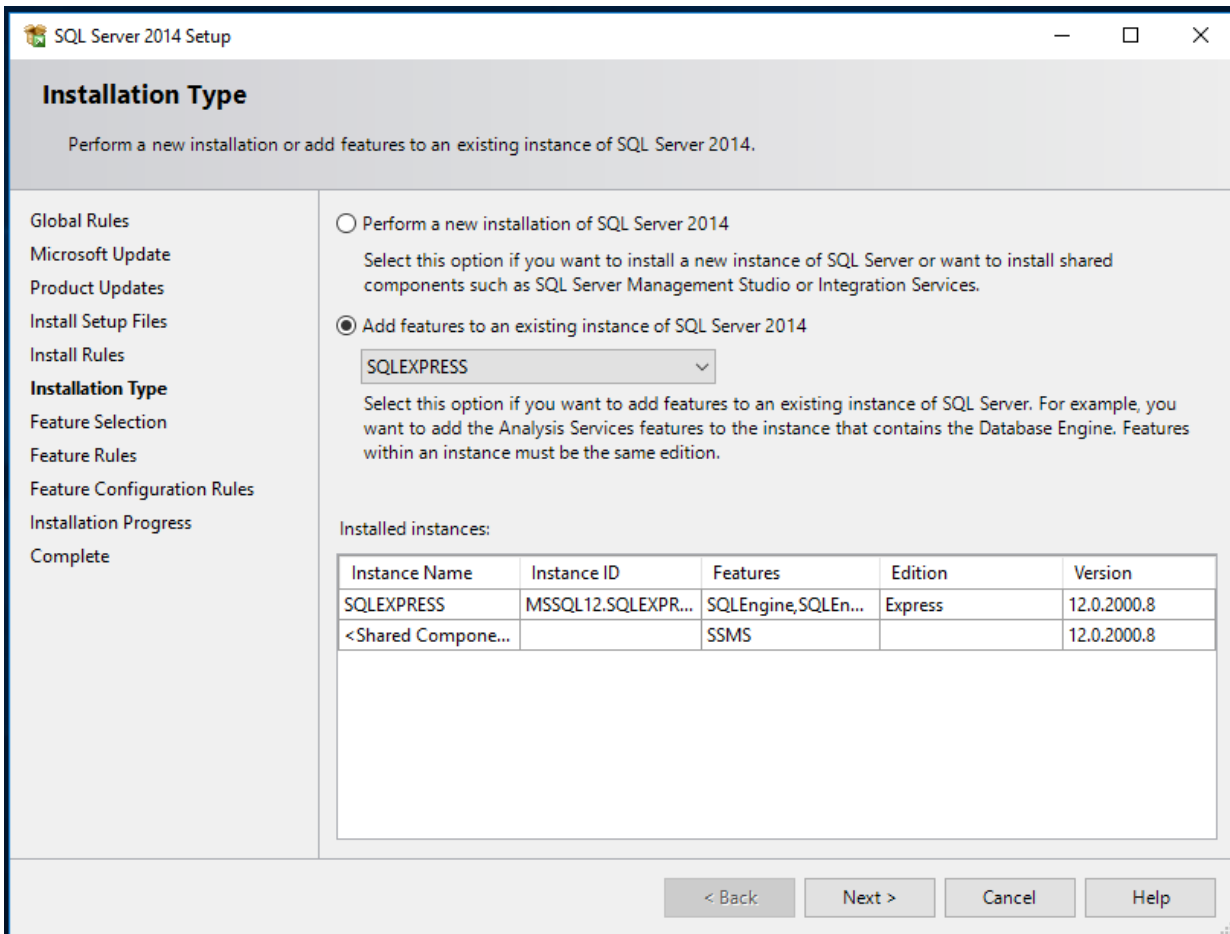 SQL Server 2014 Setup
Installation Type
Perform a new installation or add features to an existing instance of SQL Server 2014.
Global Rules
Microsoft Update
Product Updates
Install Setup Files
Install Rules
Installation Type
Feature Selection
Feature Rules
Feature Configuration Rules
Installation Progress
Complete
Perform a new installation of SQL Server 2014
Select this option if you want to install a new instance of SQL Server or want to install shared
components such as SQL Server Management Studio or Integration Services.
Add features to an existing instance of SQL Server 2014
SQLEXPRESS
Select this option if you want to add features to an existing instance of SQL Server. For example, you
want to add the Analysis Services features to the instance that contains the Database Engine. Features
within an instance must be the same edition.
Installed instances:
Instance Name Instance ID Features Edition Version
SQLEXPRESS MSSQL12.SQLEXPR... SQLEngine,SQLEn... Express 12.0.2000.8
<Shared Compone... SSMS 12.0.2000.8
< Back Next > Cancel Help